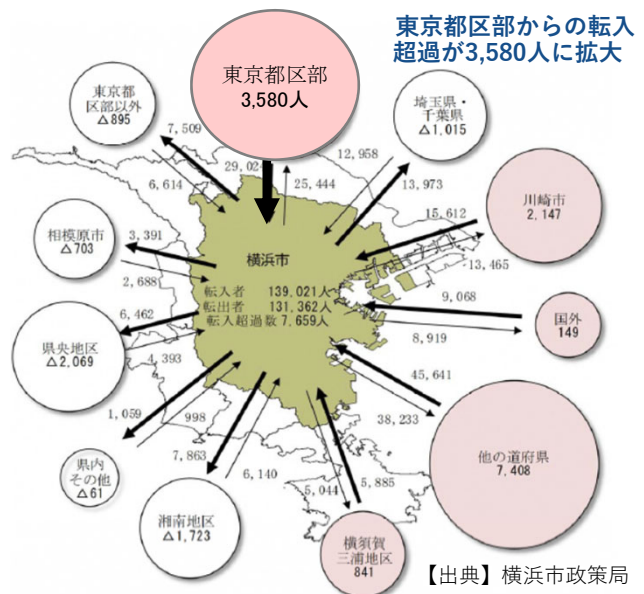 東京都区部からの転入
超過が3,580人に拡大
東京都区部
3,580人
東京都
区部以外
△895
埼玉県・
千葉県
△1,015
7,509
6,614
25,444
12,958
13,973
川崎市
2,147
15,612
13,465
相模原市
△703
3,391
2,688
横浜市
転入者 139,021人
転出者 131,362人
転入超過数 7,659人
9,068
8,919
国外
149
県央地区
△2,069
6,462
4,393
45,641
38,233
他の道府県
7,408
1,059
998
県内
その他
△61
7,863
6,140
湘南地区
△1,723
5,044
5,885
横須賀
三浦地区
841
【出典】横浜市政策局